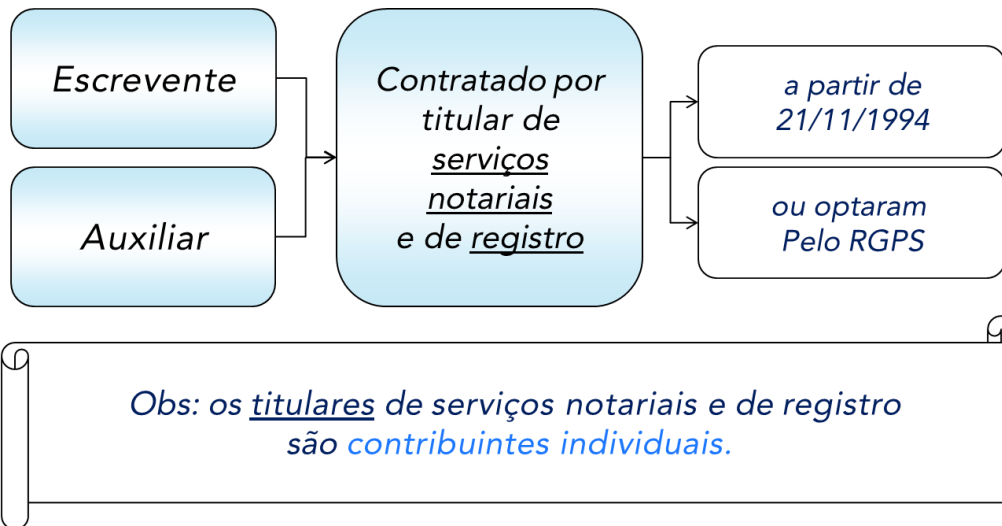 Escrevente
Auxiliar
Contratado por
titular de
serviços
notariais
e de registro
a partir de
21/11/1994
ou optaram
Pelo RGPS
Obs: os titulares de serviços notariais e de registro
são contribuintes individuais.